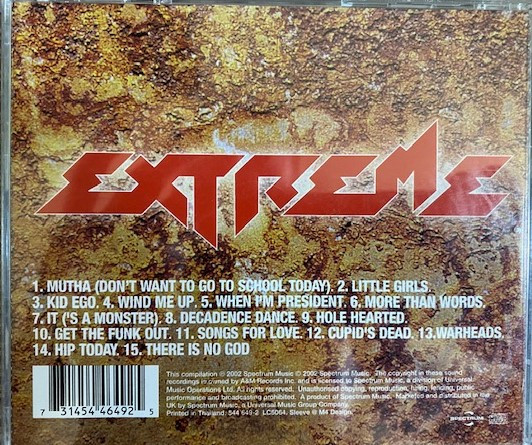 EXTREME
1. MUTHA (DON'T WANT TO GO TO SCHOOL TODAY). 2. LITTLE GIRLS.
3. KID EGO. 4. WIND ME UP. 5. WHEN I'M PRESIDENT. 6. MORE THAN WORDS.
7. IT ('S A MONSTER). 8. DECADENCE DANCE. 9. HOLE HEARTED.
10. GET THE FUNK OUT. 11. SONGS FOR LOVE. 12. CUPID'S DEAD. 13.WARHEADS.
14. HIP TODAY. 15. THERE IS NO GOD
This compilation ℗ 2002 Spectrum Music © 2002 Spectrum Music. The copyright in these sound
recordings is owned by A&M Records Inc. and is licensed to Spectrum Music, a division of Universal
Music Operations Ltd. All rights reserved. Unauthorised copying, reproduction, hiring, lending, public
performance and broadcasting prohibited. A product of Spectrum Music. Marketed and distributed in the
UK by Spectrum Music, a Universal Music Group Company.
Printed in Thailand. 544 649-2 LC5064. Sleeve @ M4 Design.
7 31454 46492 5
SPECTRUM